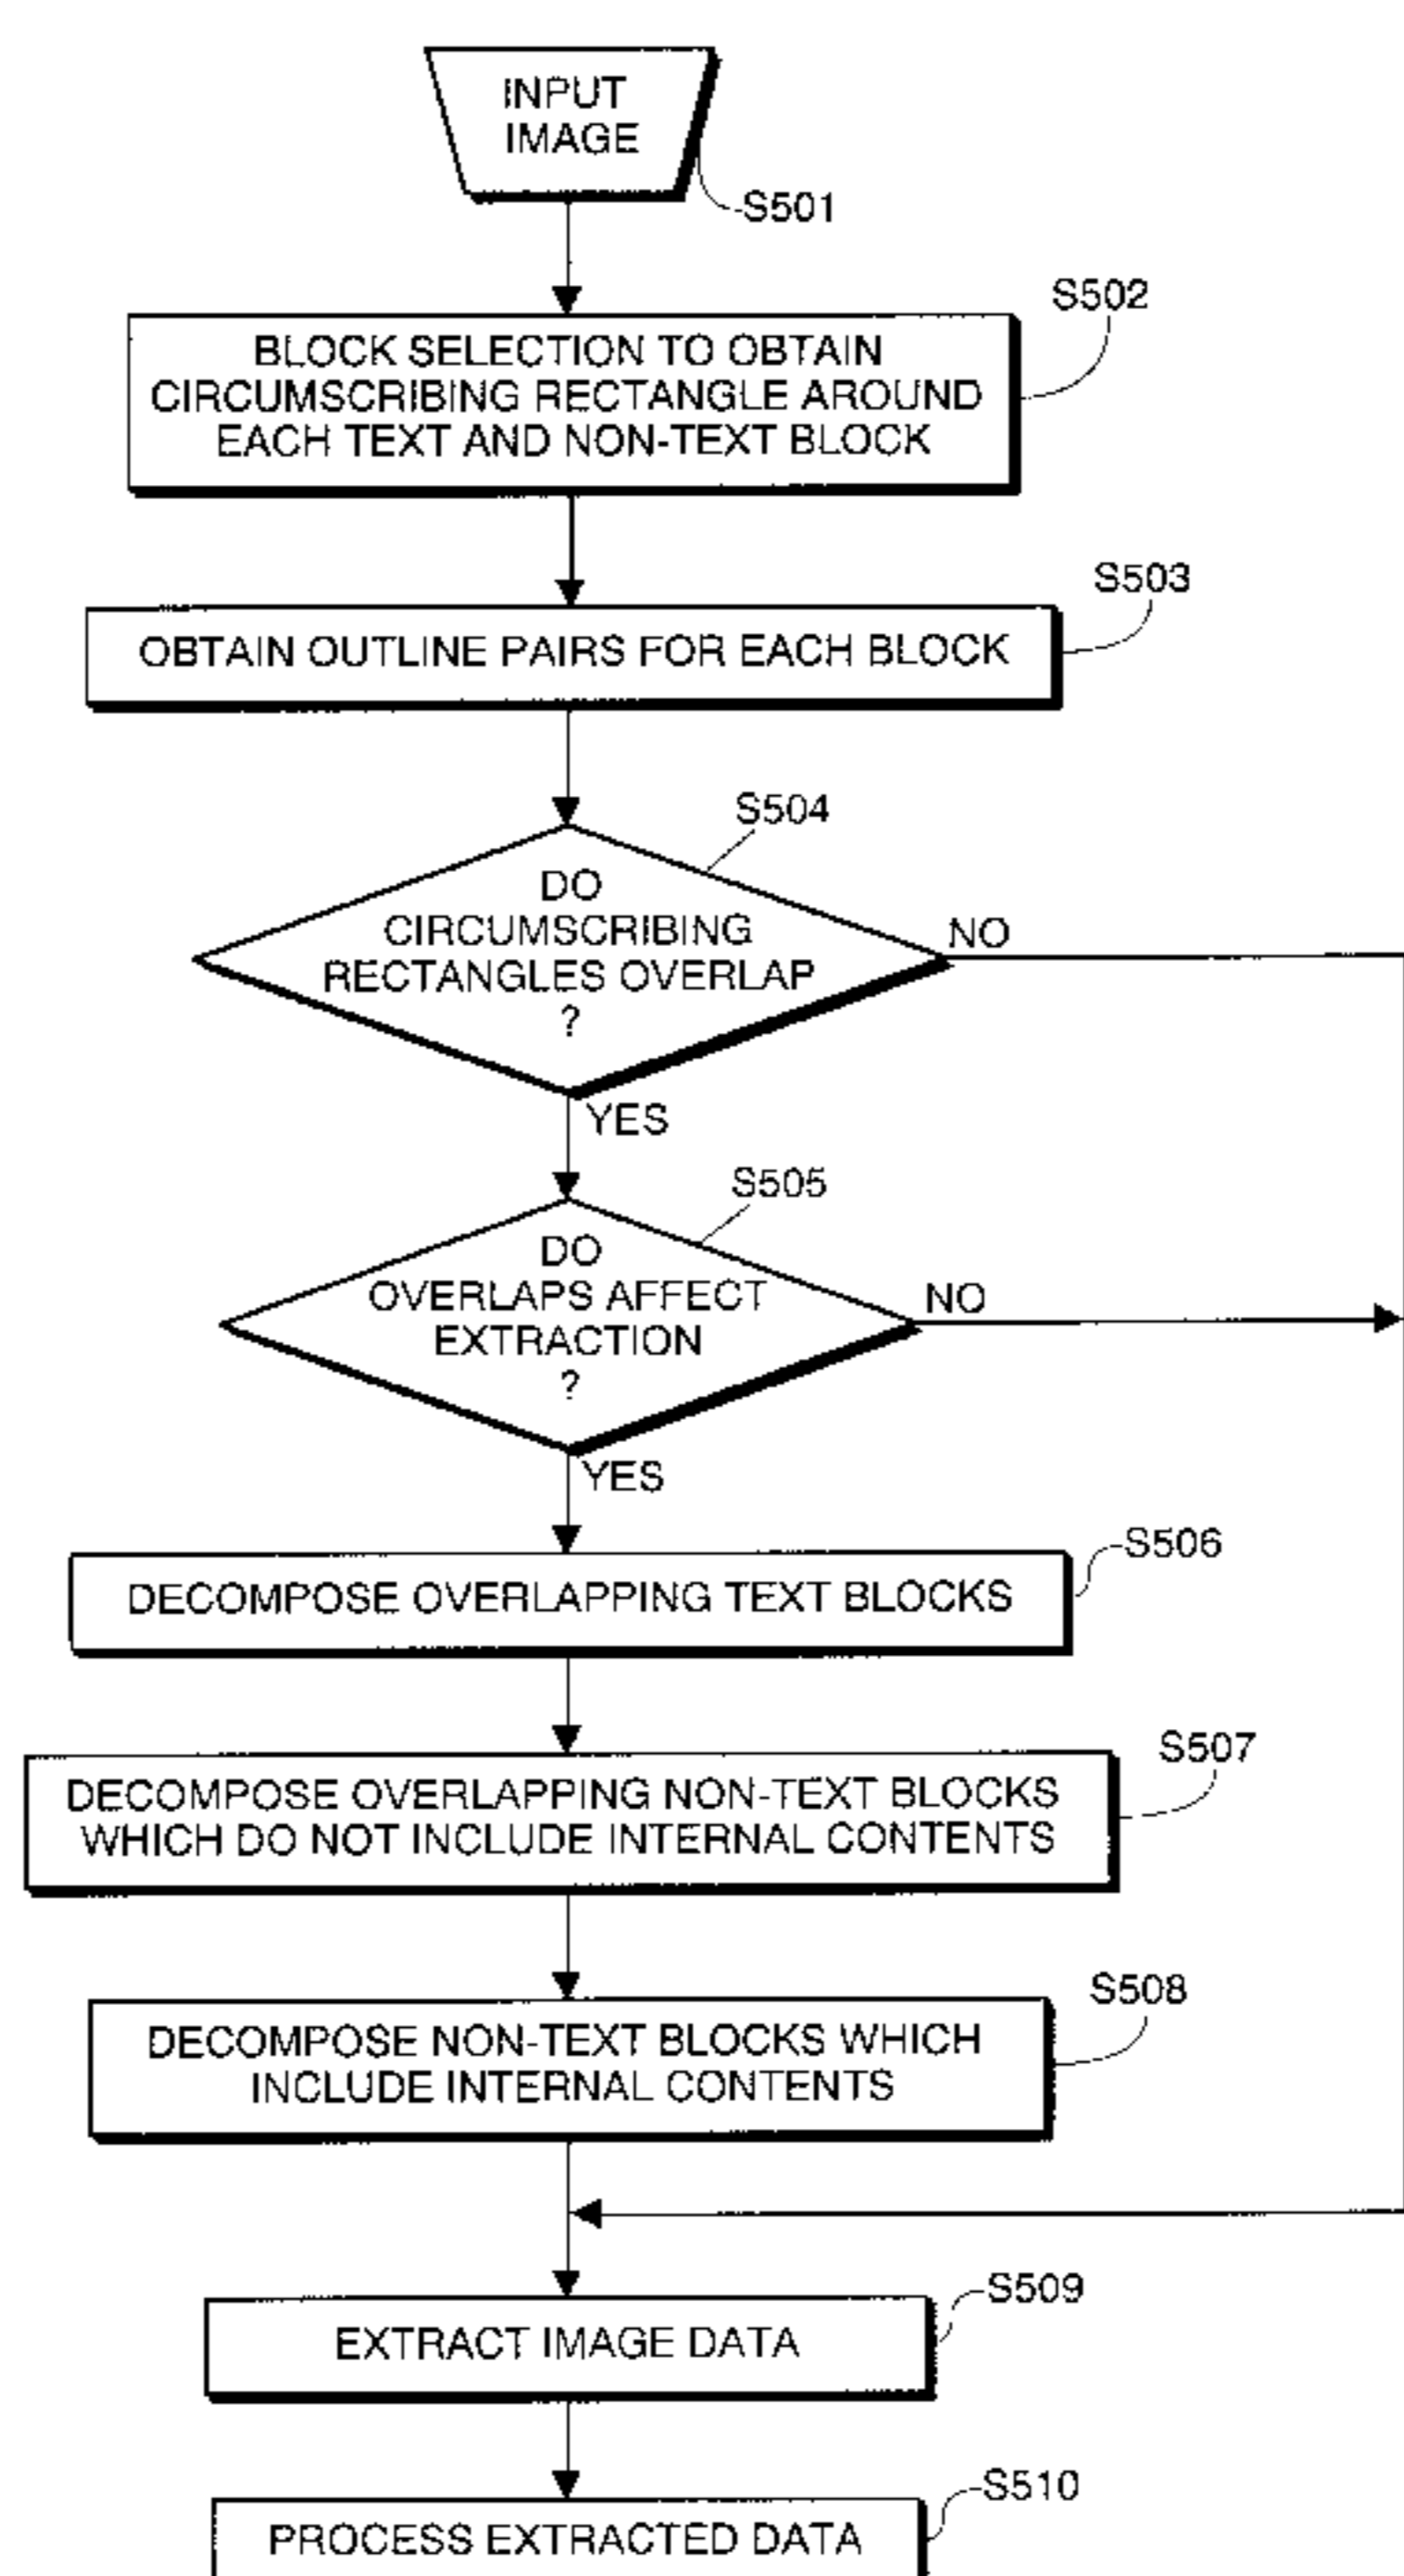 INPUT
IMAGE
S501
S502
BLOCK SELECTION TO OBTAIN
CIRCUMSCRIBING RECTANGLE AROUND
EACH TEXT AND NON-TEXT BLOCK
S503
OBTAIN OUTLINE PAIRS FOR EACH BLOCK
S504
DO
CIRCUMSCRIBING
RECTANGLES OVERLAP
?
NO
YES
S505
DO
OVERLAPS AFFECT
EXTRACTION
?
NO
YES
S506
DECOMPOSE OVERLAPPING TEXT BLOCKS
S507
DECOMPOSE OVERLAPPING NON-TEXT BLOCKS
WHICH DO NOT INCLUDE INTERNAL CONTENTS
S508
DECOMPOSE NON-TEXT BLOCKS WHICH
INCLUDE INTERNAL CONTENTS
S509
EXTRACT IMAGE DATA
S510
PROCESS EXTRACTED DATA